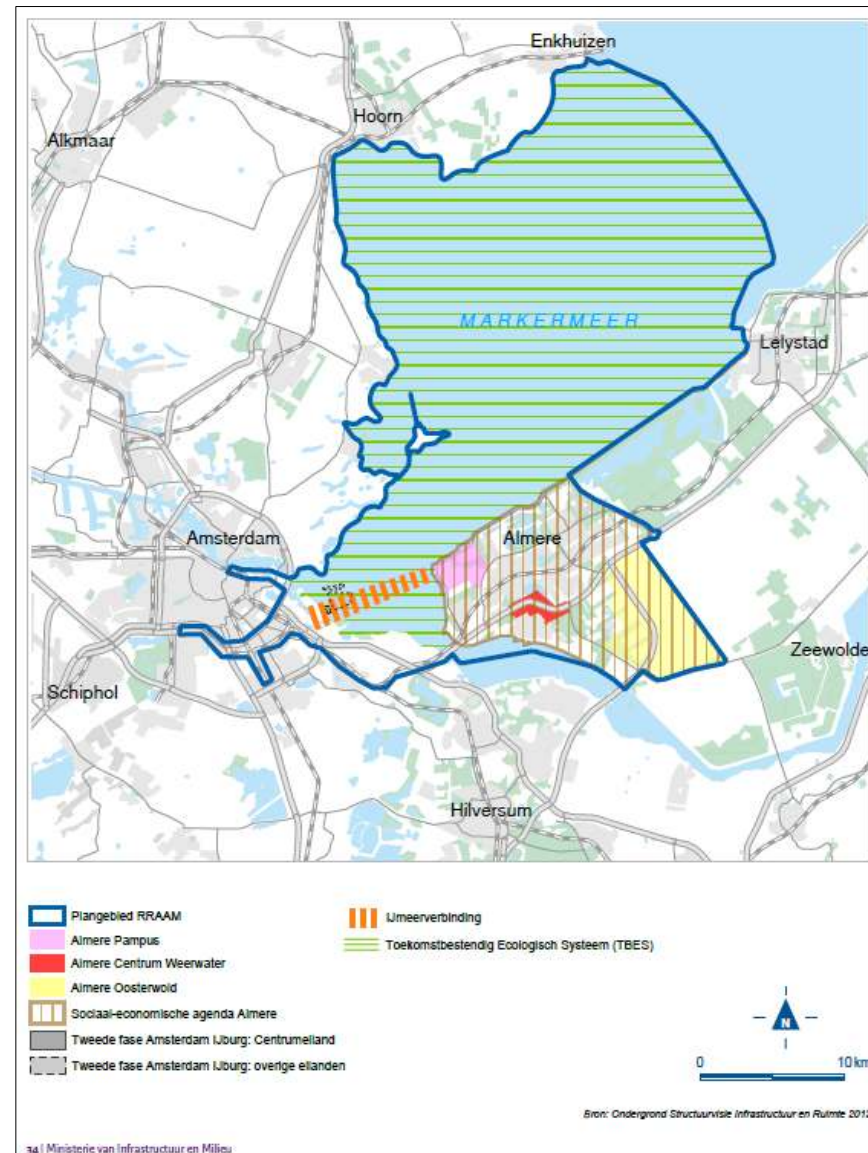 Enkhuizen
Hoorn
Alkmaar
MARKERMEER
Lelystad
Amsterdam
Almere
Zeewolde
Schiphol
Hilversum
Plangebied RRAAM
Almere Pampus
Almere Centrum Weerwater
Almere Oosterwold
Sociaal-economische agenda Almere
Tweede fase Amsterdam IJburg: Centrumeiland
Tweede fase Amsterdam IJburg: overige eilanden
IJmeerverbinding
Toekomstbestendig Ecologisch Systeem (TBES)
N
0 10 km
Bron: Ondergrond Structuurvisie Infrastructuur en Ruimte 2012
34 | Ministerie van Infrastructuur en Milieu